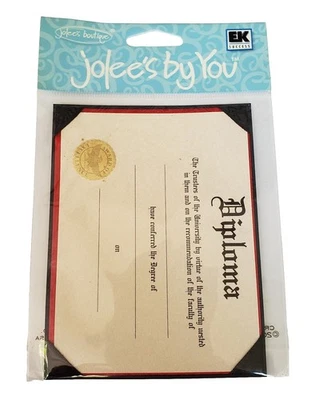 jolee's boutique
EK
SUCCESS
jolee's by You
Diploma
The Trustees of the University by virtue of the authority vested
in them and on the recommendation of the faculty of
have conferred the Degree of
on